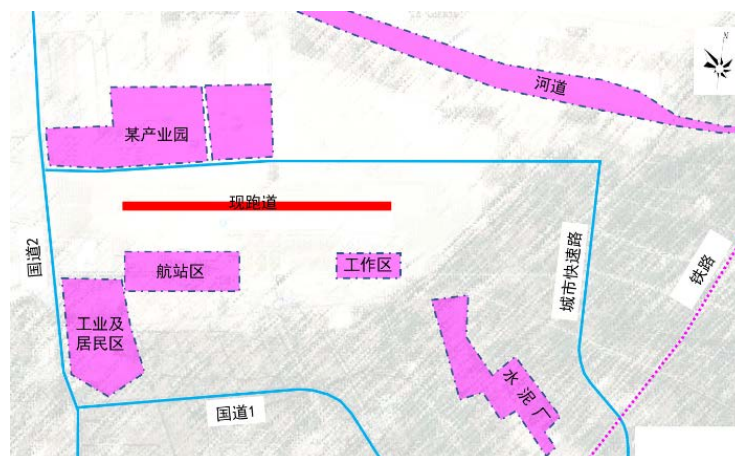 N
河道
某产业园
现跑道
国道2
航站区
工作区
城市快速路
铁路
工业及
居民区
水泥厂
国道1